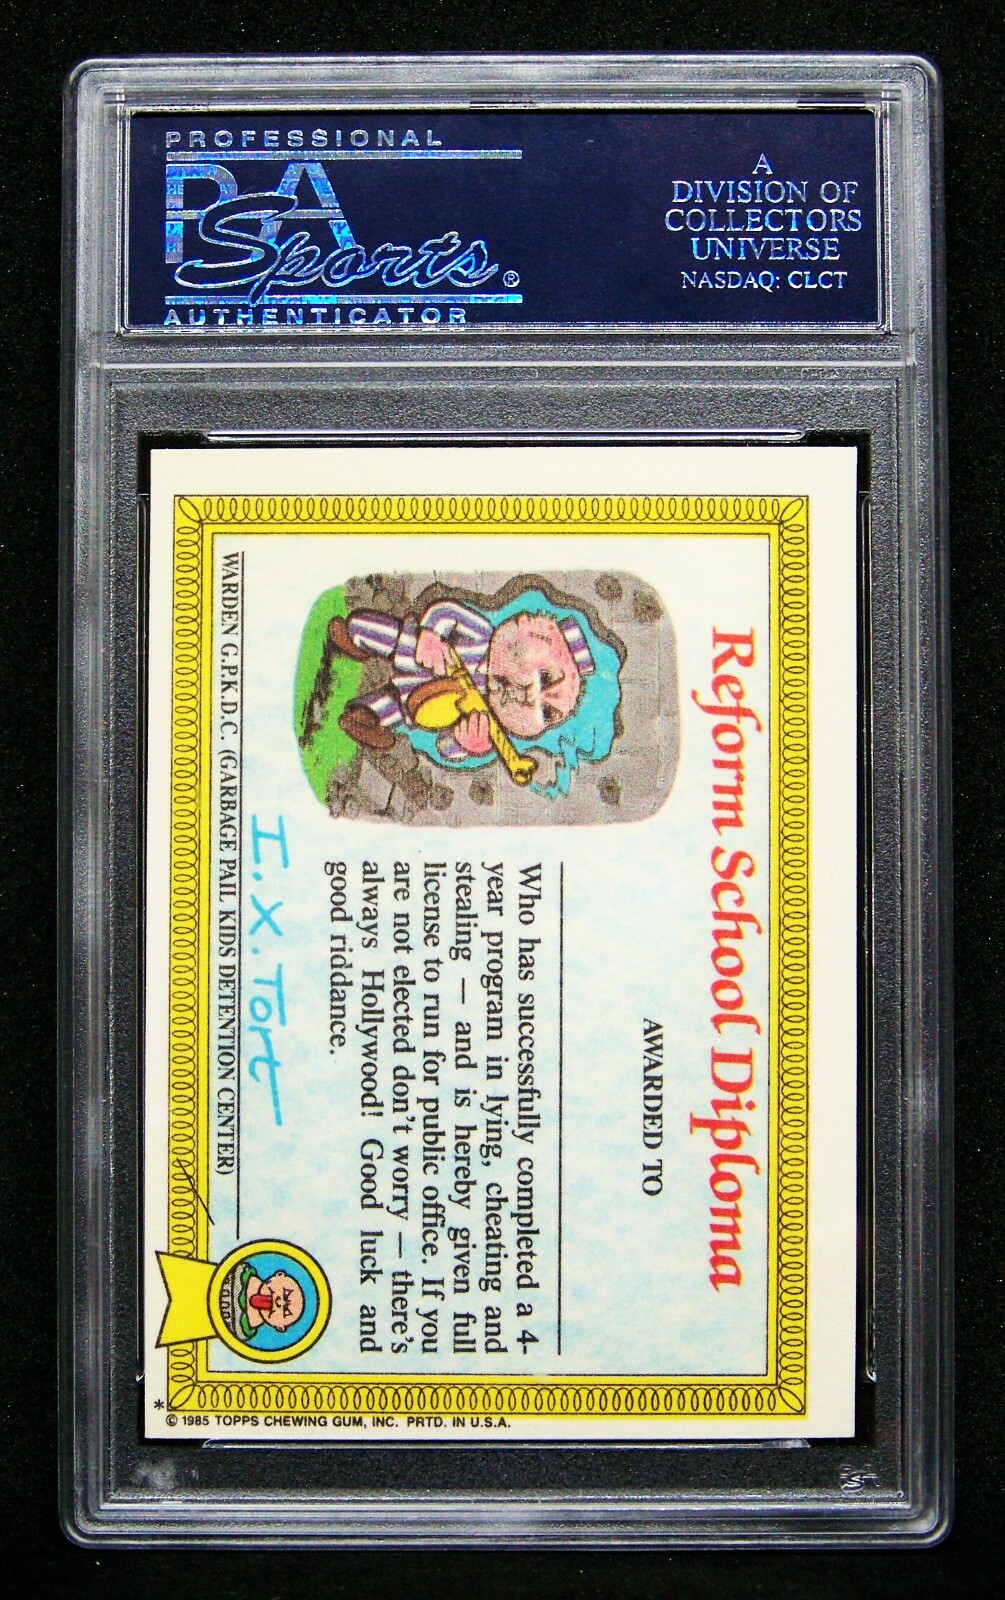 PROFESSIONAL
PSA
Sports®
AUTHENTICATOR
A
DIVISION OF
COLLECTORS
UNIVERSE
NASDAQ: CLCT
Reform School Diploma
AWARDED TO
Who has successfully completed a 4-
year program in lying, cheating and
stealing — and is hereby given full
license to run for public office. If you
are not elected don't worry — there's
always Hollywood! Good luck and
good riddance.
I. X. Tort
WARDEN G.P.K.D.C. (GARBAGE PAIL KIDS DETENTION CENTER)
*
© 1985 TOPPS CHEWING GUM, INC. PRTD. IN U.S.A.
PSA